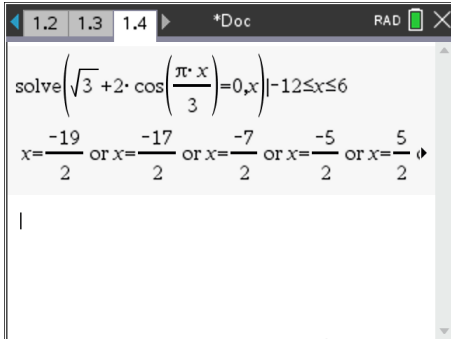 1.2 1.3 1.4 *Doc RAD
solve(√3+2·cos(π·x/3)=0,x)|-12≤x≤6
x=-19/2 or x=-17/2 or x=-7/2 or x=-5/2 or x=5/2 o